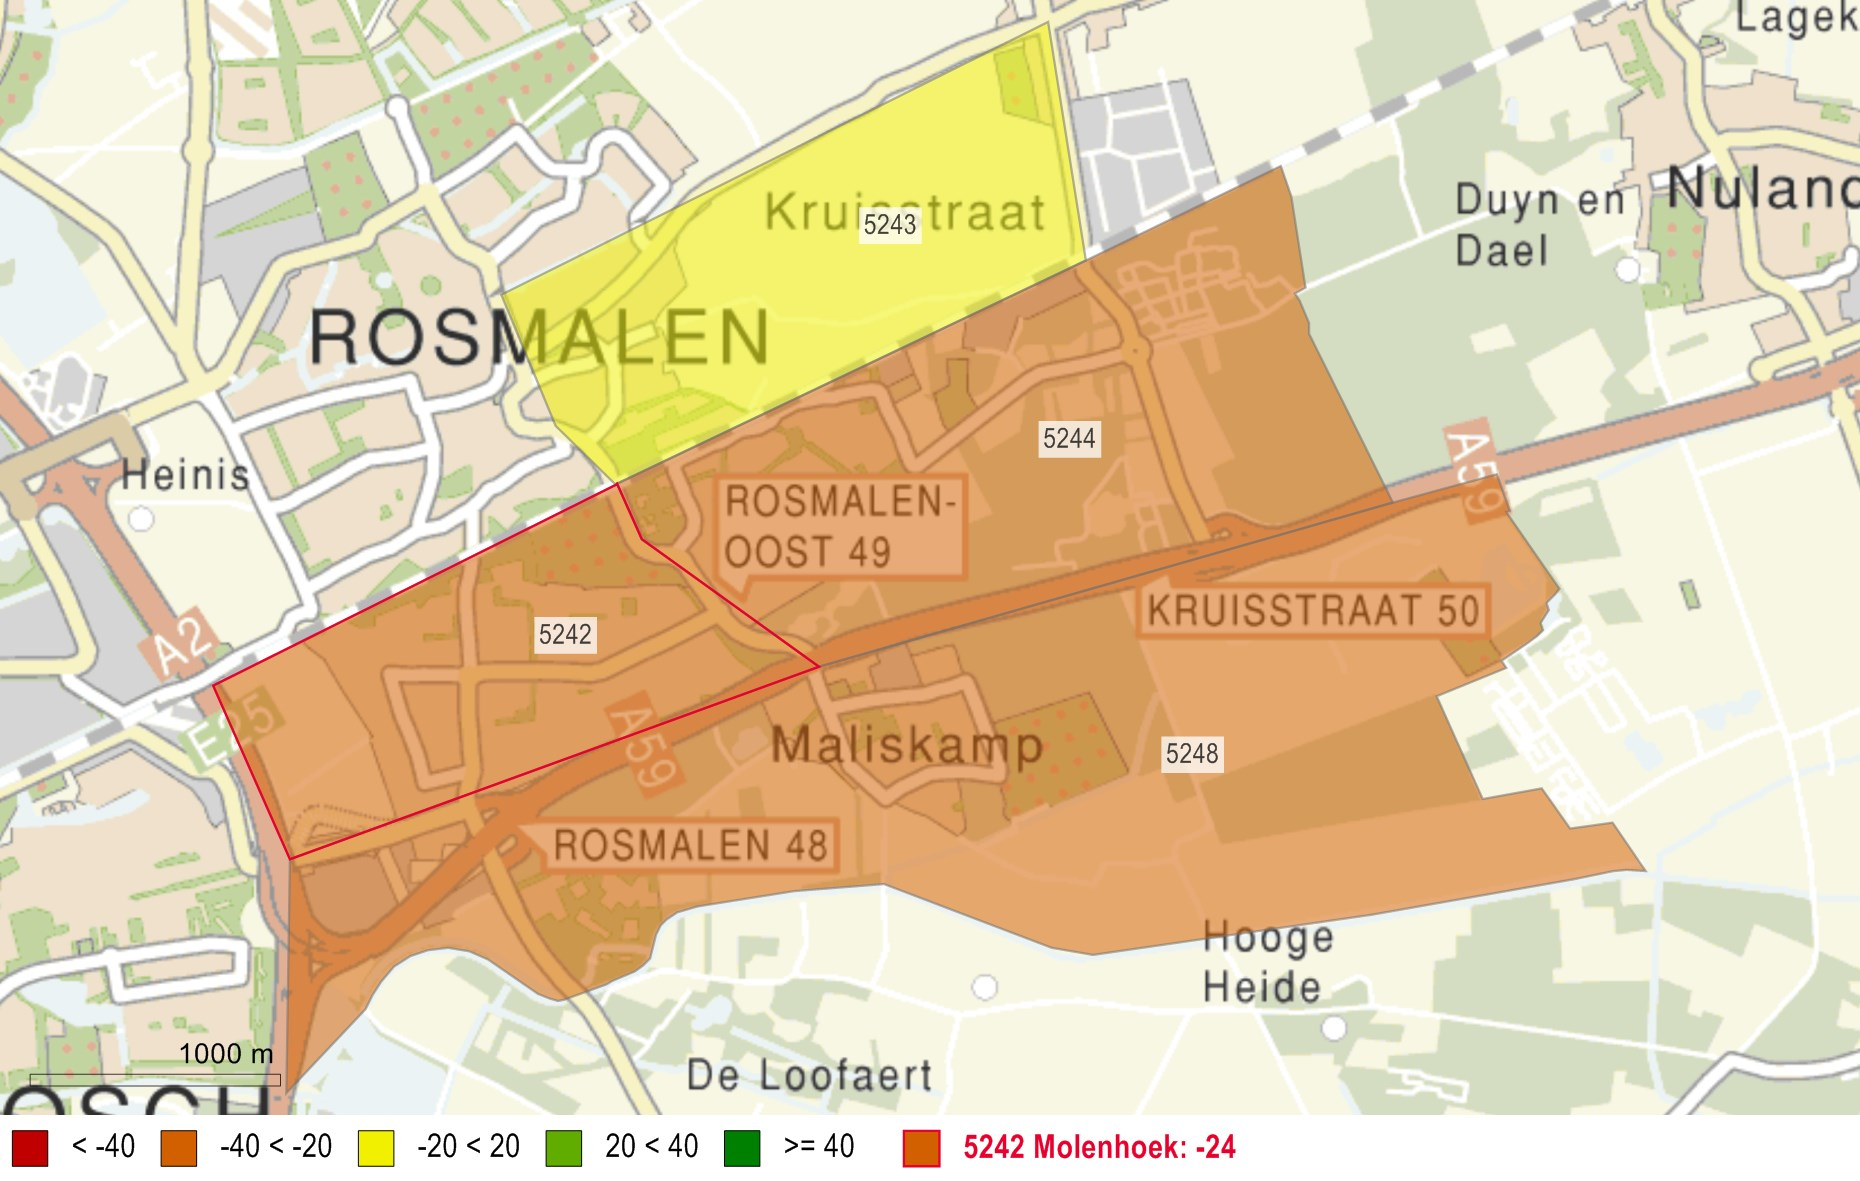 Lagek
Kruisstraat
5243
Duyn en
Dael
Nuland
ROSMALEN
Heinis
5244
A59
ROSMALEN-
OOST 49
KRUISSTRAAT 50
A2
5242
E25
A59
Maliskamp
5248
ROSMALEN 48
Hooge
Heide
De Loofaert
1000 m
OSCH
< -40
-40 < -20
-20 < 20
20 < 40
>= 40
5242 Molenhoek: -24